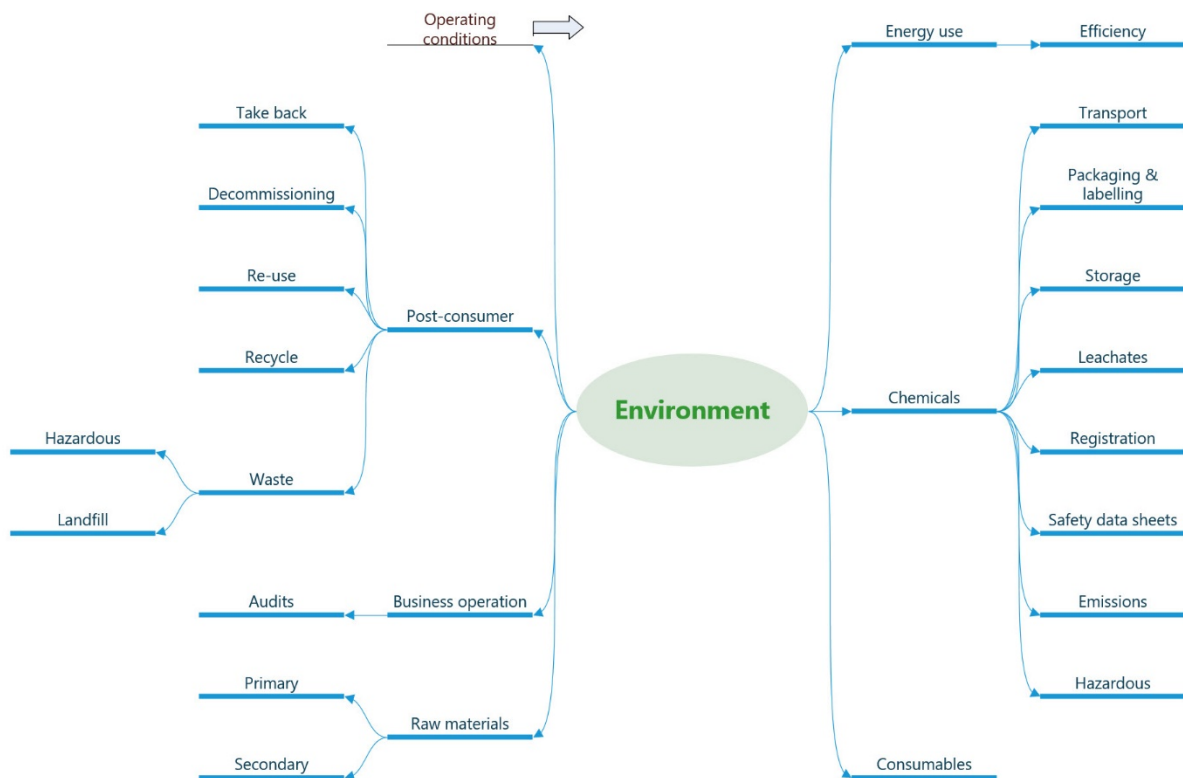 Operating
conditions
Energy use
Efficiency
Take back
Transport
Packaging &
labelling
Decommissioning
Re-use
Storage
Post-consumer
Recycle
Leachates
Environment
Chemicals
Hazardous
Registration
Waste
Landfill
Safety data sheets
Audits
Business operation
Emissions
Primary
Hazardous
Raw materials
Secondary
Consumables